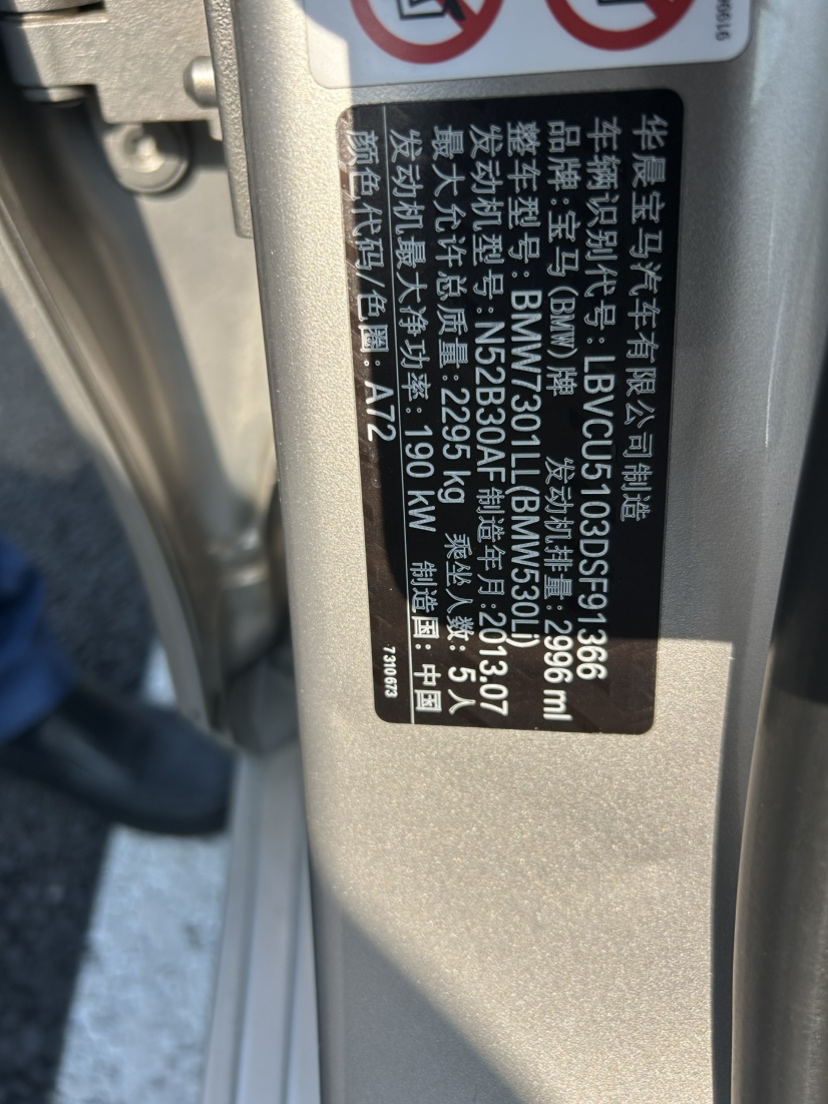 96616
华晨宝马汽车有限公司制造
车辆识别代号: LBVCU5103DSF91366
品牌: 宝马(BMW)牌 发动机排量: 2996 ml
整车型号: BMW7301LL(BMW530Li)
发动机型号: N52B30AF 制造年月: 2013.07
最大允许总质量: 2295 kg 乘坐人数: 5 人
发动机最大净功率: 190 kW 制造国: 中国
颜色代码/色圈: A72
7310673